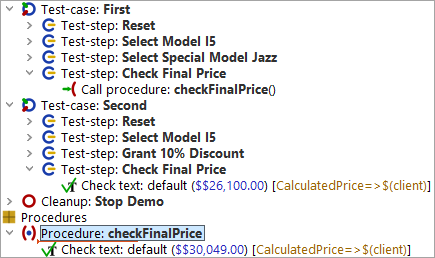 Test-case: First
Test-step: Reset
Test-step: Select Model I5
Test-step: Select Special Model Jazz
Test-step: Check Final Price
Call procedure: checkFinalPrice()
Test-case: Second
Test-step: Reset
Test-step: Select Model I5
Test-step: Grant 10% Discount
Test-step: Check Final Price
Check text: default ($$26,100.00) [CalculatedPrice=>$(client)]
Cleanup: Stop Demo
Procedures
Procedure: checkFinalPrice
Check text: default ($$30,049.00) [CalculatedPrice=>$(client)]